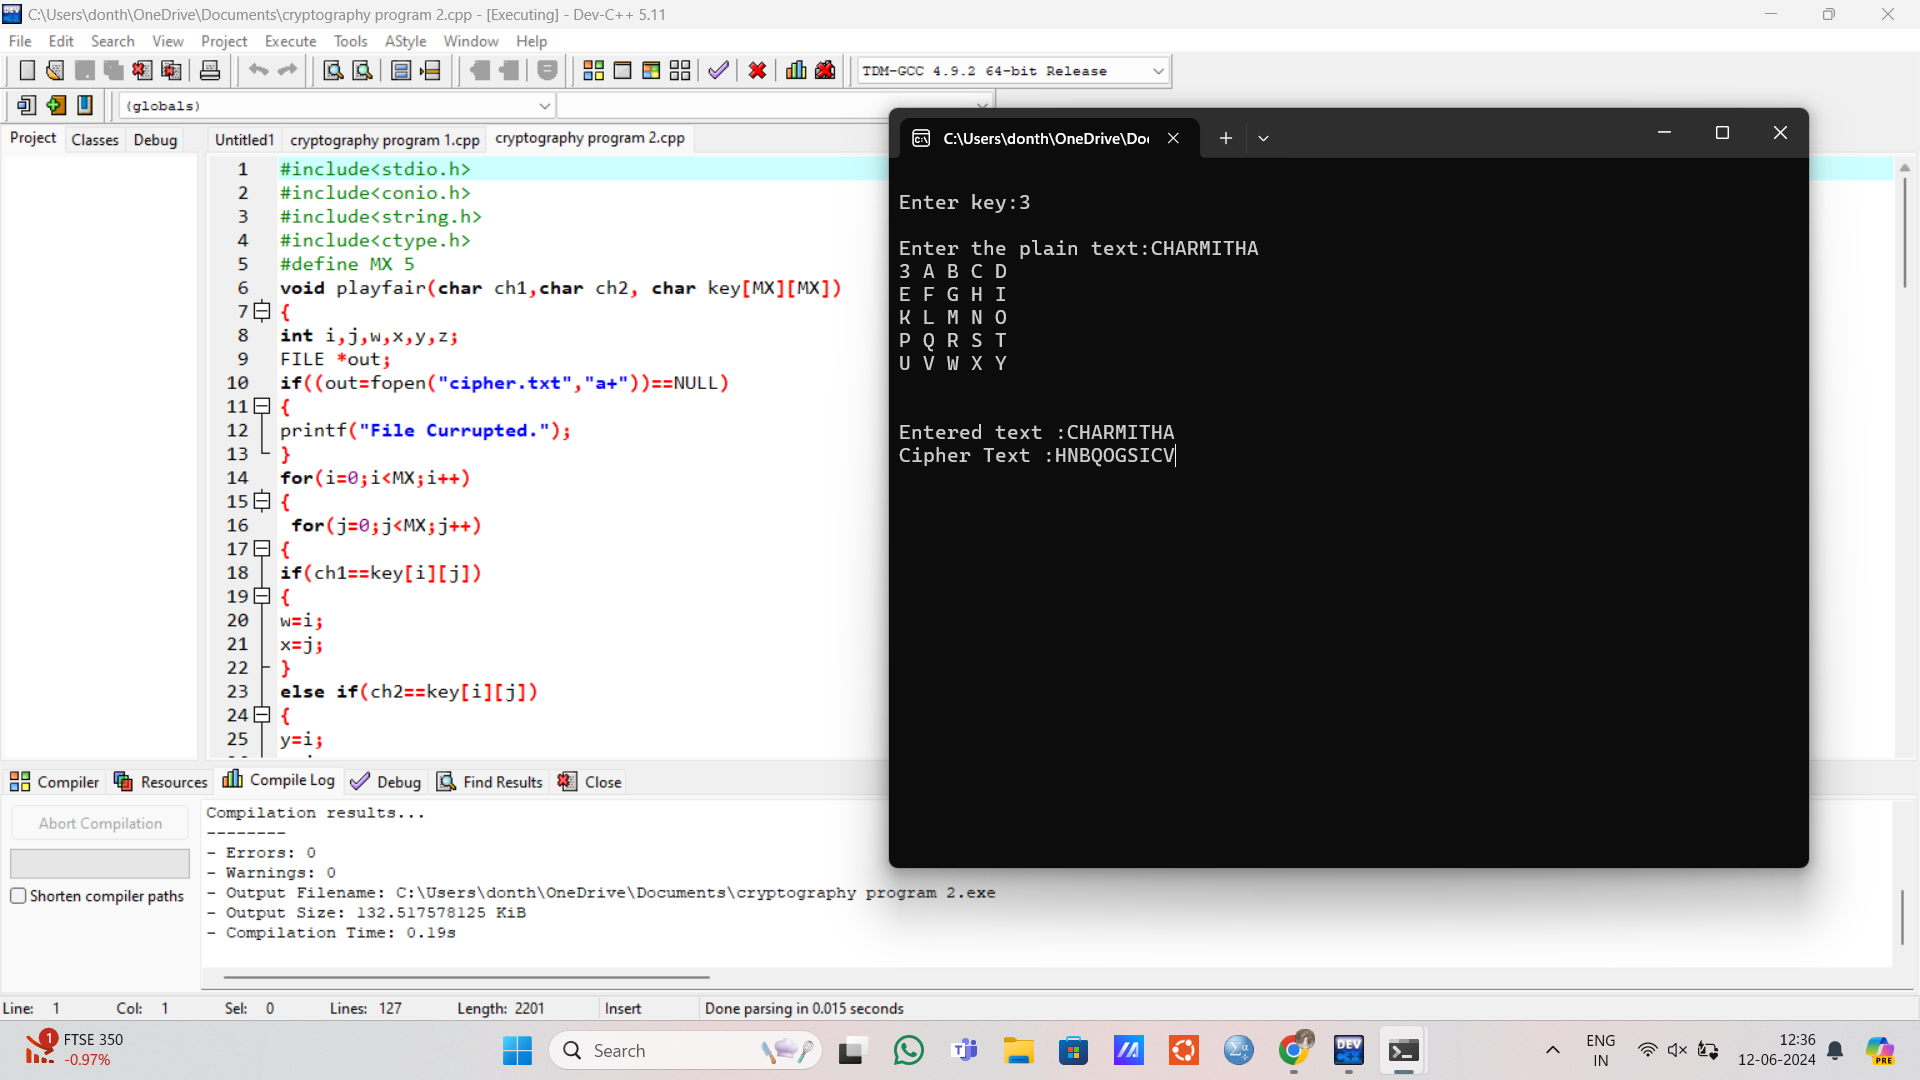 C:\Users\donth\OneDrive\Documents\cryptography program 2.cpp - [Executing] - Dev-C++ 5.11
File Edit Search View Project Execute Tools AStyle Window Help
TDM-GCC 4.9.2 64-bit Release
(globals)
Project Classes Debug
Untitled1 cryptography program 1.cpp cryptography program 2.cpp
1 #include<stdio.h>
2 #include<conio.h>
3 #include<string.h>
4 #include<ctype.h>
5 #define MX 5
6 void playfair(char ch1,char ch2, char key[MX][MX])
7 {
8 int i,j,w,x,y,z;
9 FILE *out;
10 if((out=fopen("cipher.txt","a+"))==NULL)
11 {
12 printf("File Currupted.");
13 }
14 for(i=0;i<MX;i++)
15 {
16 for(j=0;j<MX;j++)
17 {
18 if(ch1==key[i][j])
19 {
20 w=i;
21 x=j;
22 }
23 else if(ch2==key[i][j])
24 {
25 y=i;
C:\Users\donth\OneDrive\Do
Enter key:3
Enter the plain text:CHARMITHA
3 A B C D
E F G H I
K L M N O
P Q R S T
U V W X Y
Entered text :CHARMITHA
Cipher Text :HNBQOGSICV
Compiler Resources Compile Log Debug Find Results Close
Abort Compilation
Shorten compiler paths
Compilation results...
--------
- Errors: 0
- Warnings: 0
- Output Filename: C:\Users\donth\OneDrive\Documents\cryptography program 2.exe
- Output Size: 132.517578125 KiB
- Compilation Time: 0.19s
Line: 1 Col: 1 Sel: 0 Lines: 127 Length: 2201 Insert Done parsing in 0.015 seconds
1
FTSE 350
-0.97%
Search
DEV
ENG
IN
12:36
12-06-2024
PRE